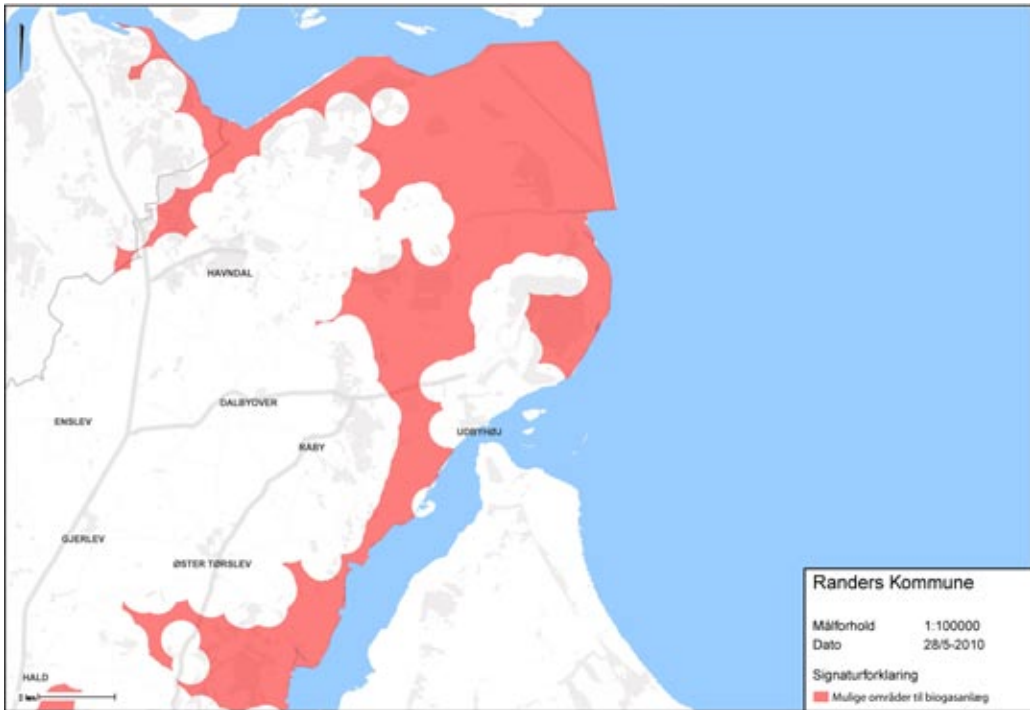 HAVNDAL
DALBYOVER
ENSLEV
UDBYHØJ
RÅBY
GJERLEV
ØSTER TØRSLEV
HALD
Randers Kommune
Målforhold 1:100000
Dato 28/5-2010
Signaturforklaring
Mulige områder til biogasanlæg